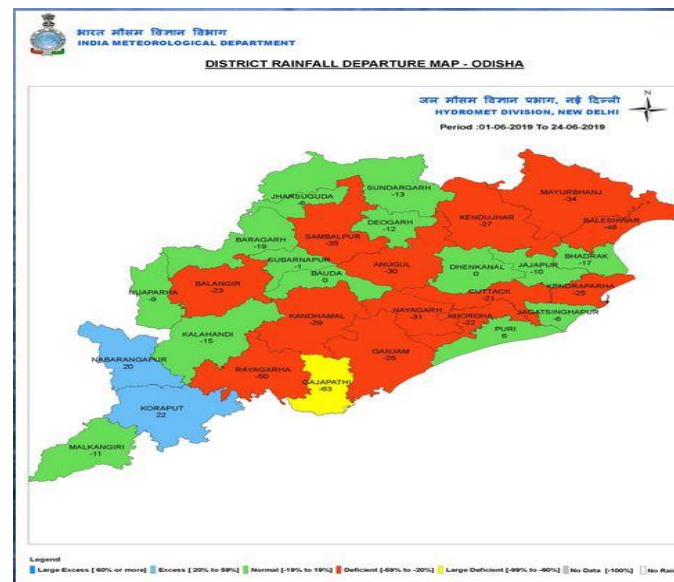 भारत मौसम विज्ञान विभाग
INDIA METEOROLOGICAL DEPARTMENT
DISTRICT RAINFALL DEPARTURE MAP - ODISHA
जल मौसम विज्ञान प्रभाग, नई दिल्ली
HYDROMET DIVISION, NEW DELHI
N
Period :01-06-2019 To 24-06-2019
SUNDARGARH
-13
JHARSUGUDA
MAYURBHANJ
-34
KENDUJHAR
-27
BALESHWAR
DEOGARH
-12
SAMBALPUR
-35
BARAGARH
-19
SUBARNAPUR
-1
BAUDA
0
ANUGUL
-30
DHENKANAL
0
JAJAPUR
-10
BHADRAK
-17
NUAPARHA
-9
BALANGIR
-23
CUTTACK
-21
KENDRAPARHA
-25
KANDHAMAL
-29
NAYAGARH
-31
KHORDHA
-22
JAGATSINGHAPUR
-6
PURI
6
KALAHANDI
-15
GANJAM
-25
NABARANGAPUR
20
RAYAGARHA
-50
GAJAPATHI
-63
KORAPUT
22
MALKANGIRI
-11
Legend
Large Excess [ 60% or more] Excess [ 20% to 59%] Normal [-19% to 19%] Deficient [-59% to -20%] Large Deficient [-99% to -60%] No Data [-100%] No Rain